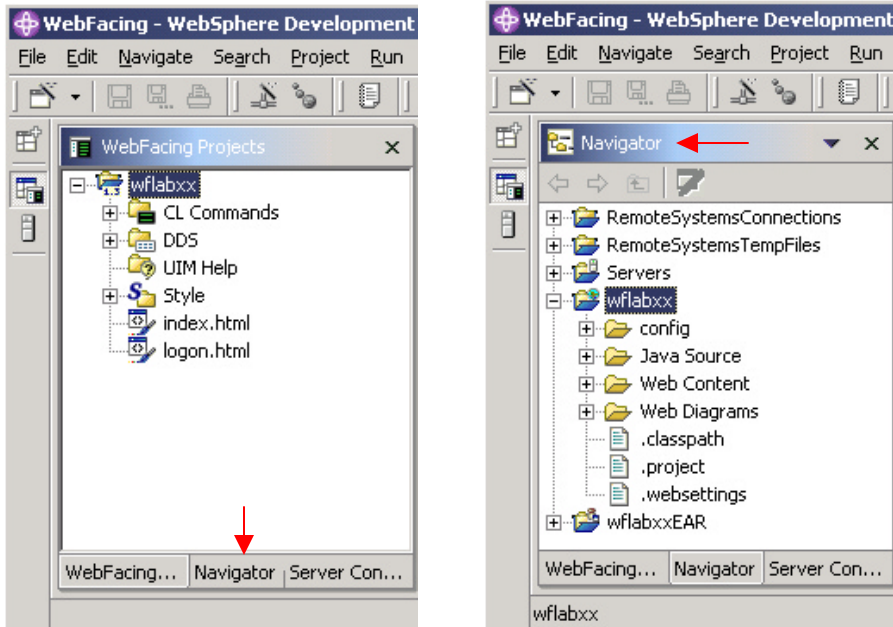 WebFacing - WebSphere Development
File Edit Navigate Search Project Run
WebFacing Projects
wflabxx
1.3
CL Commands
DDS
UIM Help
Style
index.html
logon.html
WebFacing... Navigator Server Con...
WebFacing - WebSphere Development
File Edit Navigate Search Project Run
Navigator
RemoteSystemsConnections
RemoteSystemsTempFiles
Servers
wflabxx
config
Java Source
Web Content
Web Diagrams
.classpath
.project
.websettings
wflabxxEAR
WebFacing... Navigator Server Con...
wflabxx